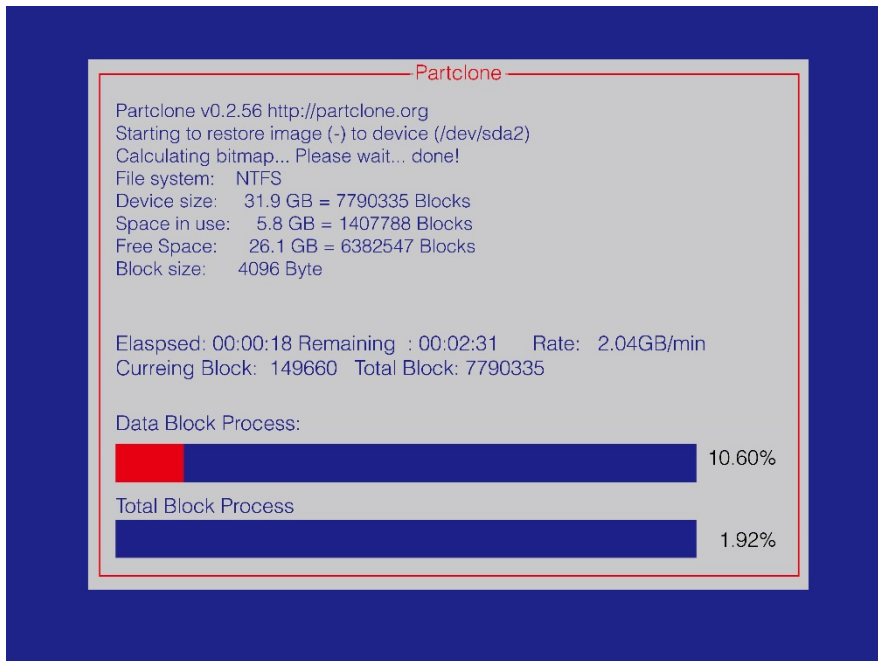 Partclone
Partclone v0.2.56 http://partclone.org
Starting to restore image (-) to device (/dev/sda2)
Calculating bitmap... Please wait... done!
File system: NTFS
Device size: 31.9 GB = 7790335 Blocks
Space in use: 5.8 GB = 1407788 Blocks
Free Space: 26.1 GB = 6382547 Blocks
Block size: 4096 Byte
Elaspsed: 00:00:18 Remaining : 00:02:31 Rate: 2.04GB/min
Curreing Block: 149660 Total Block: 7790335
Data Block Process:
10.60%
Total Block Process
1.92%